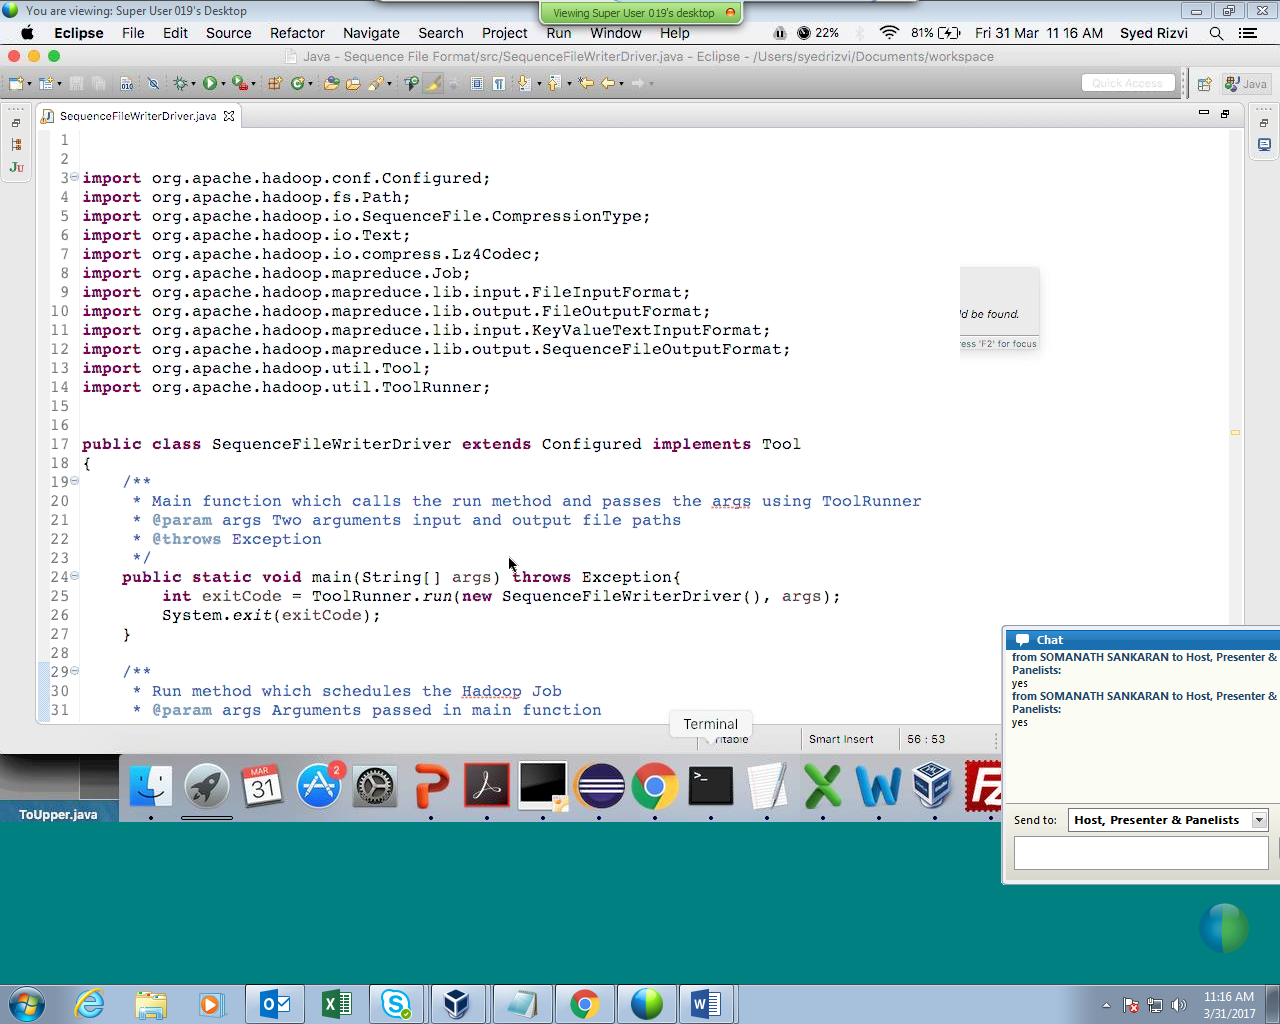 You are viewing: Super User 019's Desktop
Viewing Super User 019's desktop
Eclipse File Edit Source Refactor Navigate Search Project Run Window Help
22% 81% Fri 31 Mar 11 16 AM Syed Rizvi
Java - Sequence File Format/src/SequenceFileWriterDriver.java - Eclipse - /Users/syedrizvi/Documents/workspace
010
Quick Access
Java
SequenceFileWriterDriver.java
JU
1
2
3 import org.apache.hadoop.conf.Configured;
4 import org.apache.hadoop.fs.Path;
5 import org.apache.hadoop.io.SequenceFile.CompressionType;
6 import org.apache.hadoop.io.Text;
7 import org.apache.hadoop.io.compress.Lz4Codec;
8 import org.apache.hadoop.mapreduce.Job;
9 import org.apache.hadoop.mapreduce.lib.input.FileInputFormat;
10 import org.apache.hadoop.mapreduce.lib.output.FileOutputFormat;
11 import org.apache.hadoop.mapreduce.lib.input.KeyValueTextInputFormat;
12 import org.apache.hadoop.mapreduce.lib.output.SequenceFileOutputFormat;
13 import org.apache.hadoop.util.Tool;
14 import org.apache.hadoop.util.ToolRunner;
15
16
17 public class SequenceFileWriterDriver extends Configured implements Tool
18 {
19 /**
20 * Main function which calls the run method and passes the args using ToolRunner
21 * @param args Two arguments input and output file paths
22 * @throws Exception
23 */
24 public static void main(String[] args) throws Exception{
25 int exitCode = ToolRunner.run(new SequenceFileWriterDriver(), args);
26 System.exit(exitCode);
27 }
28
29 /**
30 * Run method which schedules the Hadoop Job
31 * @param args Arguments passed in main function
be found.
'F2' for focus
Terminal
Smart Insert
56 : 53
Chat
from SOMANATH SANKARAN to Host, Presenter &
Panelists:
yes
from SOMANATH SANKARAN to Host, Presenter &
Panelists:
yes
Send to: Host, Presenter & Panelists
MAR
31
2
ToUpper.java
11:16 AM
3/31/2017